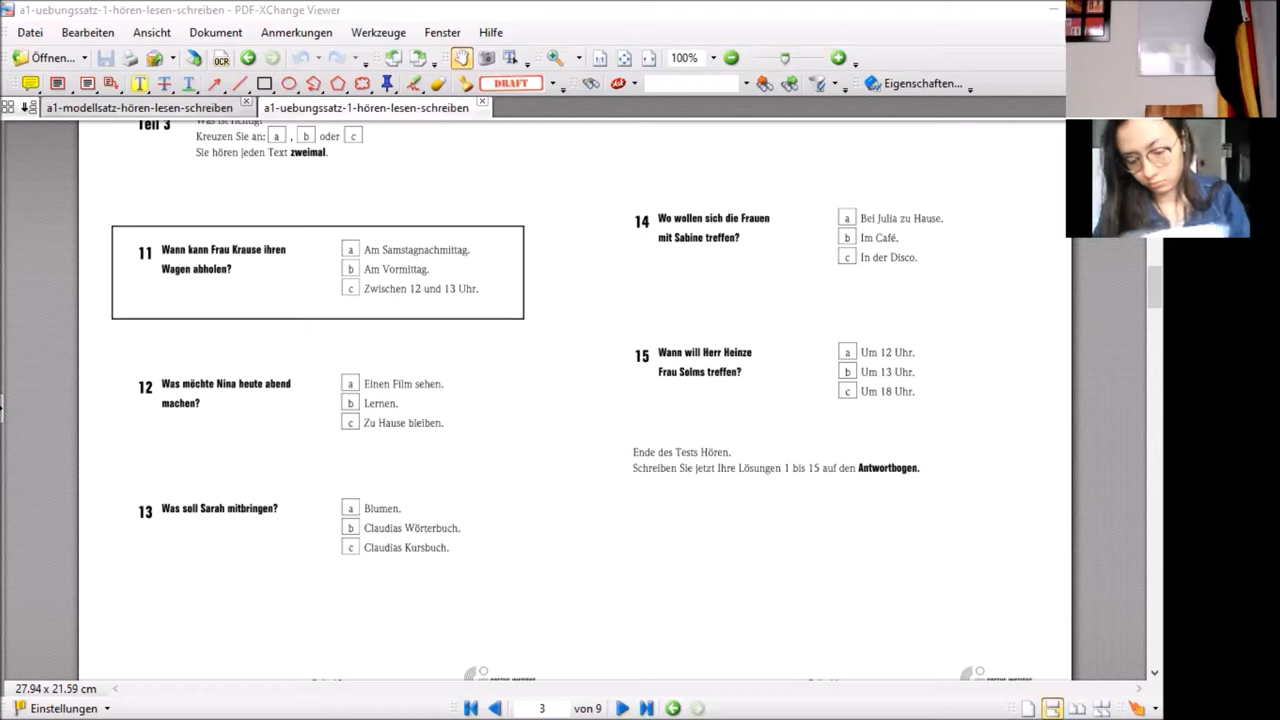 a1-uebungssatz-1-hören-lesen-schreiben - PDF-XChange Viewer
Datei Bearbeiten Ansicht Dokument Anmerkungen Werkzeuge Fenster Hilfe
Öffnen... OCR 100%
DRAFT Eigenschaften...
a1-modellsatz-hören-lesen-schreiben a1-uebungssatz-1-hören-lesen-schreiben
Teil 3 Was ist richtig?
Kreuzen Sie an: a , b oder c
Sie hören jeden Text zweimal.
11 Wann kann Frau Krause ihren
Wagen abholen?
a Am Samstagnachmittag.
b Am Vormittag.
c Zwischen 12 und 13 Uhr.
12 Was möchte Nina heute abend
machen?
a Einen Film sehen.
b Lernen.
c Zu Hause bleiben.
13 Was soll Sarah mitbringen?
a Blumen.
b Claudias Wörterbuch.
c Claudias Kursbuch.
14 Wo wollen sich die Frauen
mit Sabine treffen?
a Bei Julia zu Hause.
b Im Café.
c In der Disco.
15 Wann will Herr Heinze
Frau Solms treffen?
a Um 12 Uhr.
b Um 13 Uhr.
c Um 18 Uhr.
Ende des Tests Hören.
Schreiben Sie jetzt Ihre Lösungen 1 bis 15 auf den Antwortbogen.
27.94 x 21.59 cm
Einstellungen 3 von 9